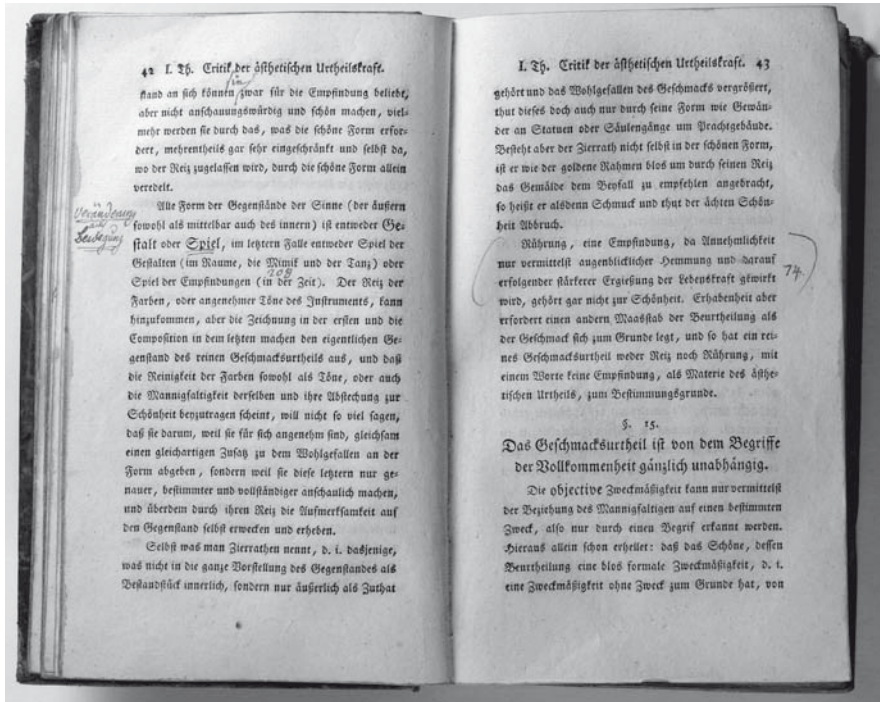 42 I. Th. Critik der ästhetischen Urtheilskraft.
stand an sich können zwar für die Empfindung beliebt,
aber nicht anschauungswürdig und schön machen, viel-
mehr werden sie durch das, was die schöne Form erfor-
dert, mehrentheils gar sehr eingeschränkt und selbst da,
wo der Reiz zugelassen wird, durch die schöne Form allein
veredelt.
Alle Form der Gegenstände der Sinne (der äußern
Veränderung
sowohl als mittelbar auch des innern) ist entweder Ge-
und
Bewegung
stalt oder Spiel, im letztern Falle entweder Spiel der
Gestalten (im Raume, die Mimik und der Tanz) oder
208
Spiel der Empfindungen (in der Zeit). Der Reiz der
Farben, oder angenehmer Töne des Instruments, kann
hinzukommen, aber die Zeichnung in der ersten und die
Composition in dem letzten machen den eigentlichen Ge-
genstand des reinen Geschmacksurtheils aus, und daß
die Reinigkeit der Farben sowohl als Töne, oder auch
die Mannigfaltigkeit derselben und ihre Abstechung zur
Schönheit beyzutragen scheint, will nicht so viel sagen,
daß sie darum, weil sie für sich angenehm sind, gleichsam
einen gleichartigen Zusatz zu dem Wohlgefallen an der
Form abgeben, sondern weil sie diese letztern nur ge-
nauer, bestimmter und vollständiger anschaulich machen,
und überdem durch ihren Reiz die Aufmerksamkeit auf
den Gegenstand selbst erwecken und erheben.
Selbst was man Zierrathen nennt, d. i. dasjenige,
was nicht in die ganze Vorstellung des Gegenstandes als
Bestandstück innerlich, sondern nur äußerlich als Zuthat
I. Th. Critik der ästhetischen Urtheilskraft. 43
gehört und das Wohlgefallen des Geschmacks vergrößert,
thut dieses doch auch nur durch seine Form wie Gewän-
der an Statuen oder Säulengänge um Prachtgebäude.
Besteht aber der Zierrath nicht selbst in der schönen Form,
ist er wie der goldene Rahmen blos um durch seinen Reiz
das Gemälde dem Beyfall zu empfehlen angebracht,
so heißt er alsdenn Schmuck und thut der ächten Schön-
heit Abbruch.
Rührung, eine Empfindung, da Annehmlichkeit
nur vermittelst augenblicklicher Hemmung und darauf
74.
erfolgender stärkerer Ergießung der Lebenskraft gewirkt
wird, gehört gar nicht zur Schönheit. Erhabenheit aber
erfordert einen andern Maasstab der Beurtheilung als
der Geschmack sich zum Grunde legt, und so hat ein rei-
nes Geschmacksurtheil weder Reiz noch Rührung, mit
einem Worte keine Empfindung, als Materie des ästhe-
tischen Urtheils, zum Bestimmungsgrunde.
§. 15.
Das Geschmacksurtheil ist von dem Begriffe
der Vollkommenheit gänzlich unabhängig.
Die objective Zweckmäßigkeit kann nur vermittelst
der Beziehung des Mannigfaltigen auf einen bestimmten
Zweck, also nur durch einen Begrif erkannt werden.
Hieraus allein schon erhellet: daß das Schöne, dessen
Beurtheilung eine blos formale Zweckmäßigkeit, d. i.
eine Zweckmäßigkeit ohne Zweck zum Grunde hat, von